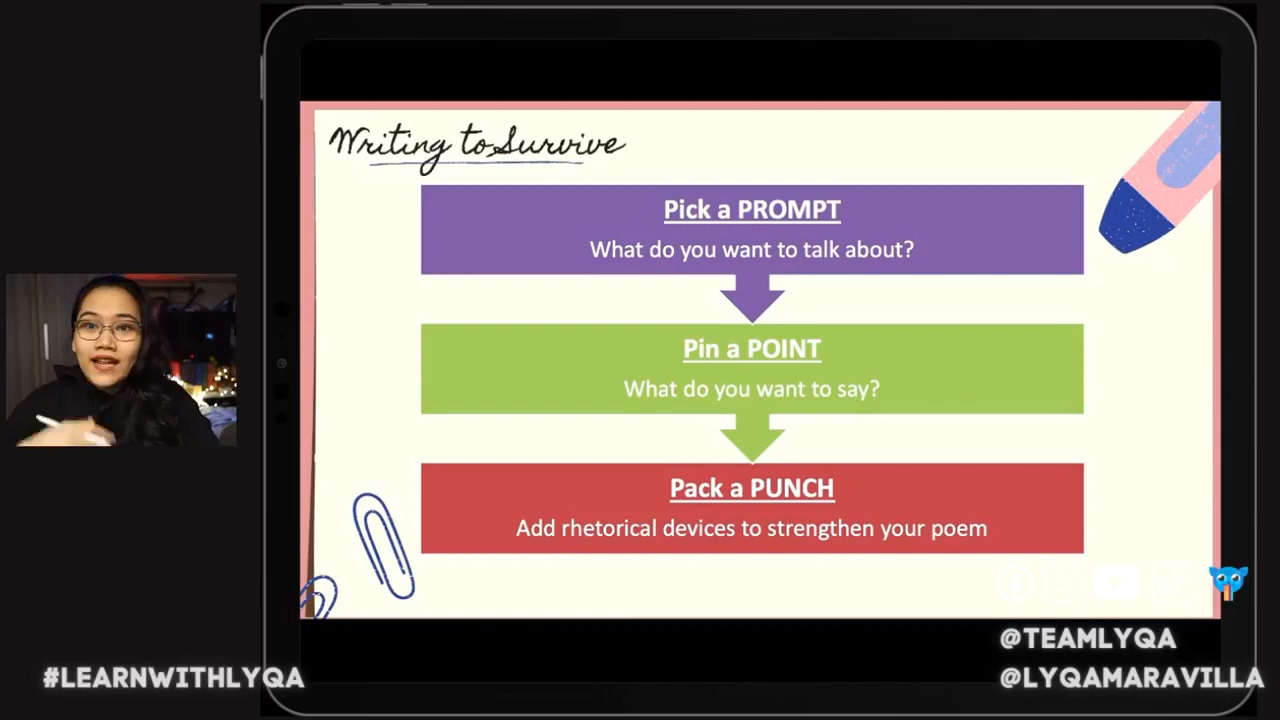 Writing to Survive
Pick a PROMPT
What do you want to talk about?
Pin a POINT
What do you want to say?
Pack a PUNCH
Add rhetorical devices to strengthen your poem
@TEAMLYQA
#LEARNWITHLYQA
@LYQAMARAVILLA